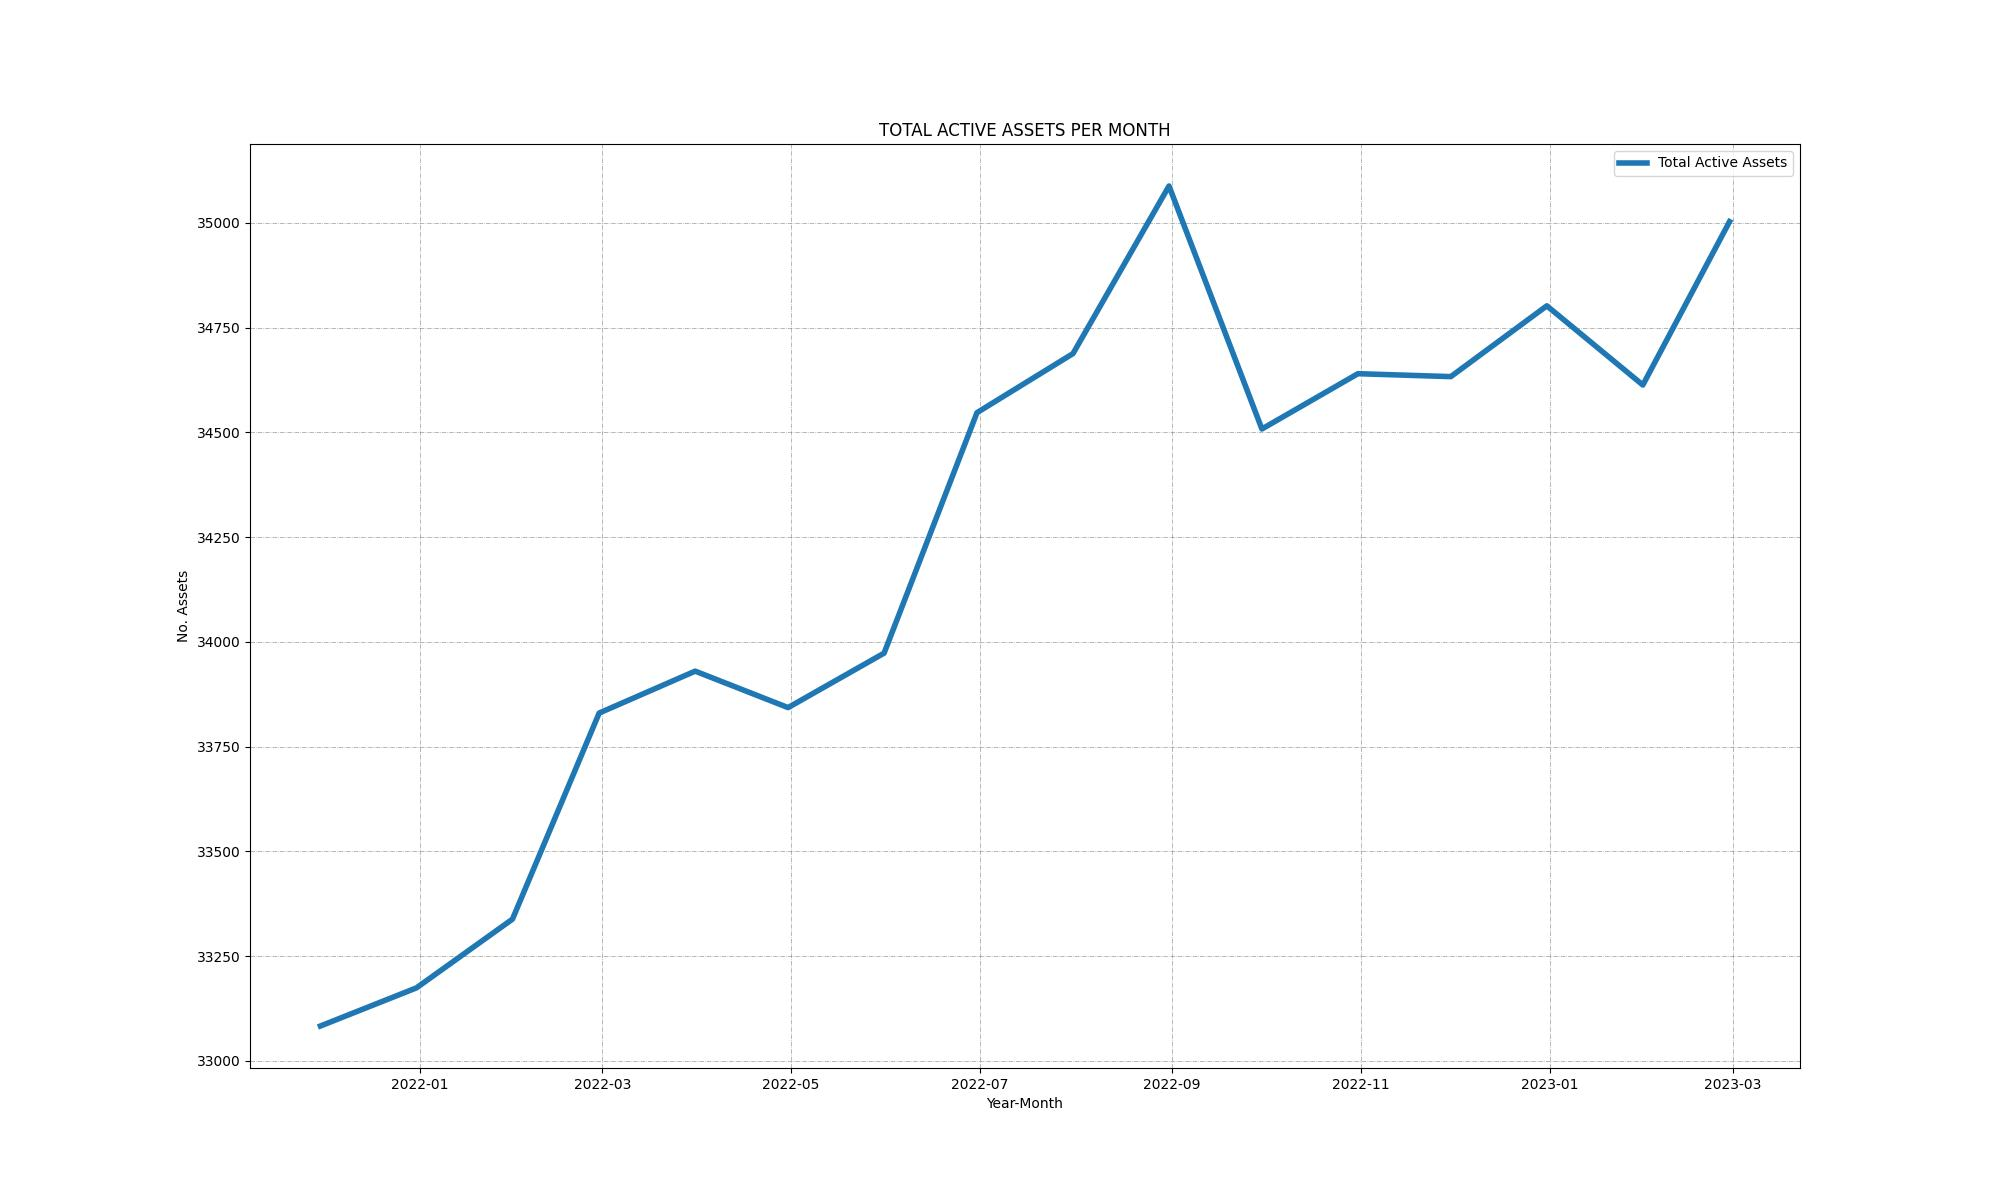 TOTAL ACTIVE ASSETS PER MONTH
Total Active Assets
35000
34750
34500
34250
34000
33750
33500
33250
33000
No. Assets
2022-01 2022-03 2022-05 2022-07 2022-09 2022-11 2023-01 2023-03
Year-Month